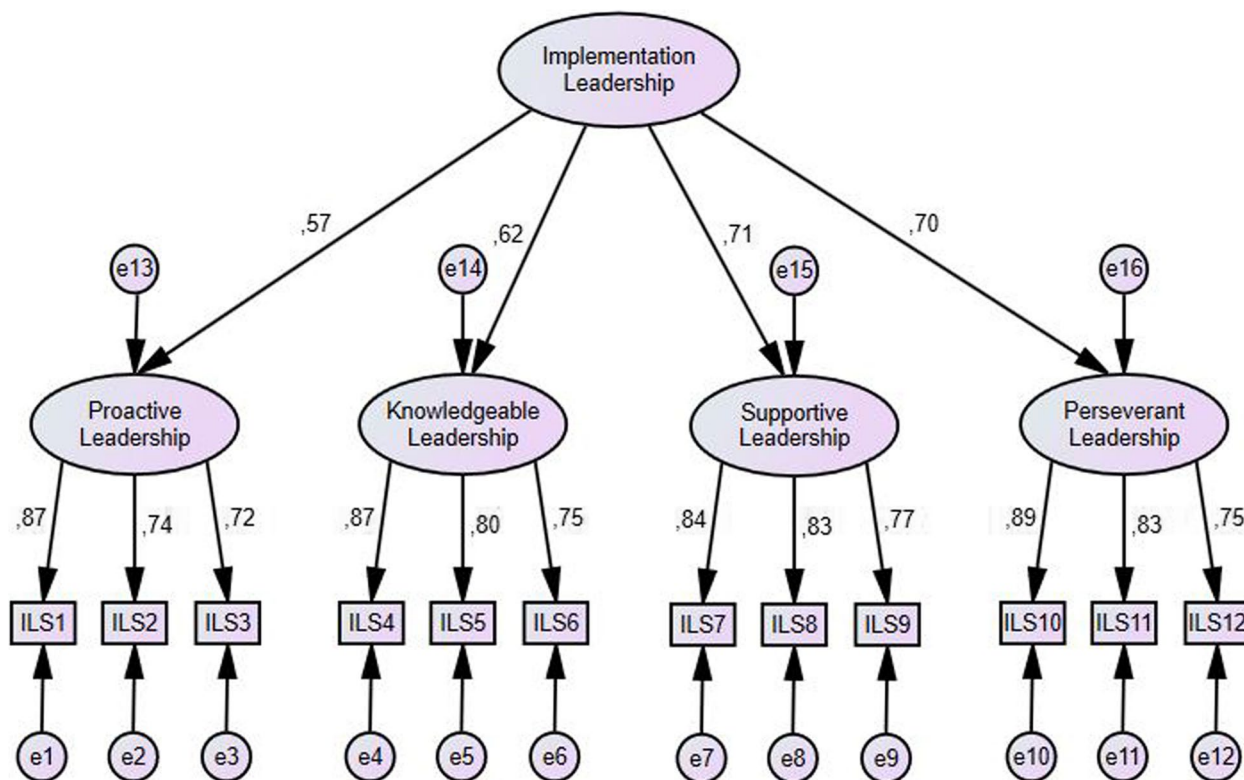 Implementation
Leadership
,57
,62
,71
,70
e13
e14
e15
e16
Proactive
Leadership
Knowledgeable
Leadership
Supportive
Leadership
Perseverant
Leadership
,87
,74
,72
,87
,80
,75
,84
,83
,77
,89
,83
,75
ILS1
ILS2
ILS3
ILS4
ILS5
ILS6
ILS7
ILS8
ILS9
ILS10
ILS11
ILS12
e1
e2
e3
e4
e5
e6
e7
e8
e9
e10
e11
e12